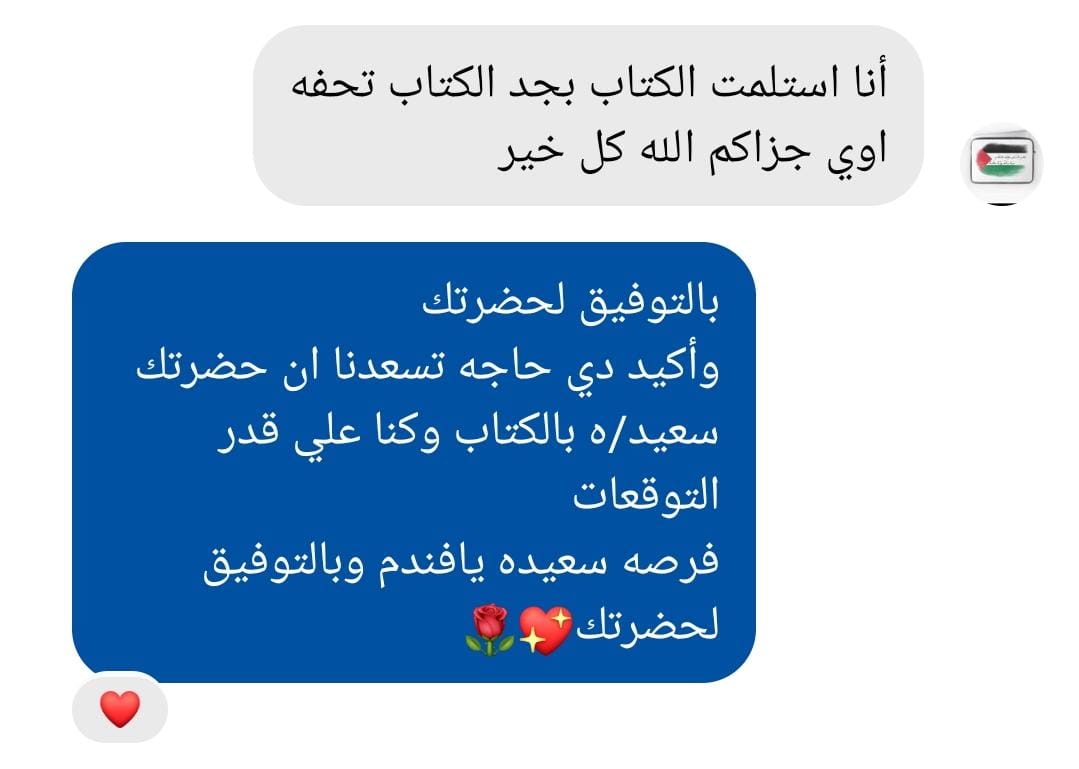 أنا استلمت الكتاب بجد الكتاب تحفه
اوي جزاكم الله كل خير
بالتوفيق لحضرتك
وأكيد دي حاجه تسعدنا ان حضرتك
سعيد/ه بالكتاب وكنا علي قدر
التوقعات
فرصه سعيده يافندم وبالتوفيق
لحضرتك💖🌹
❤️